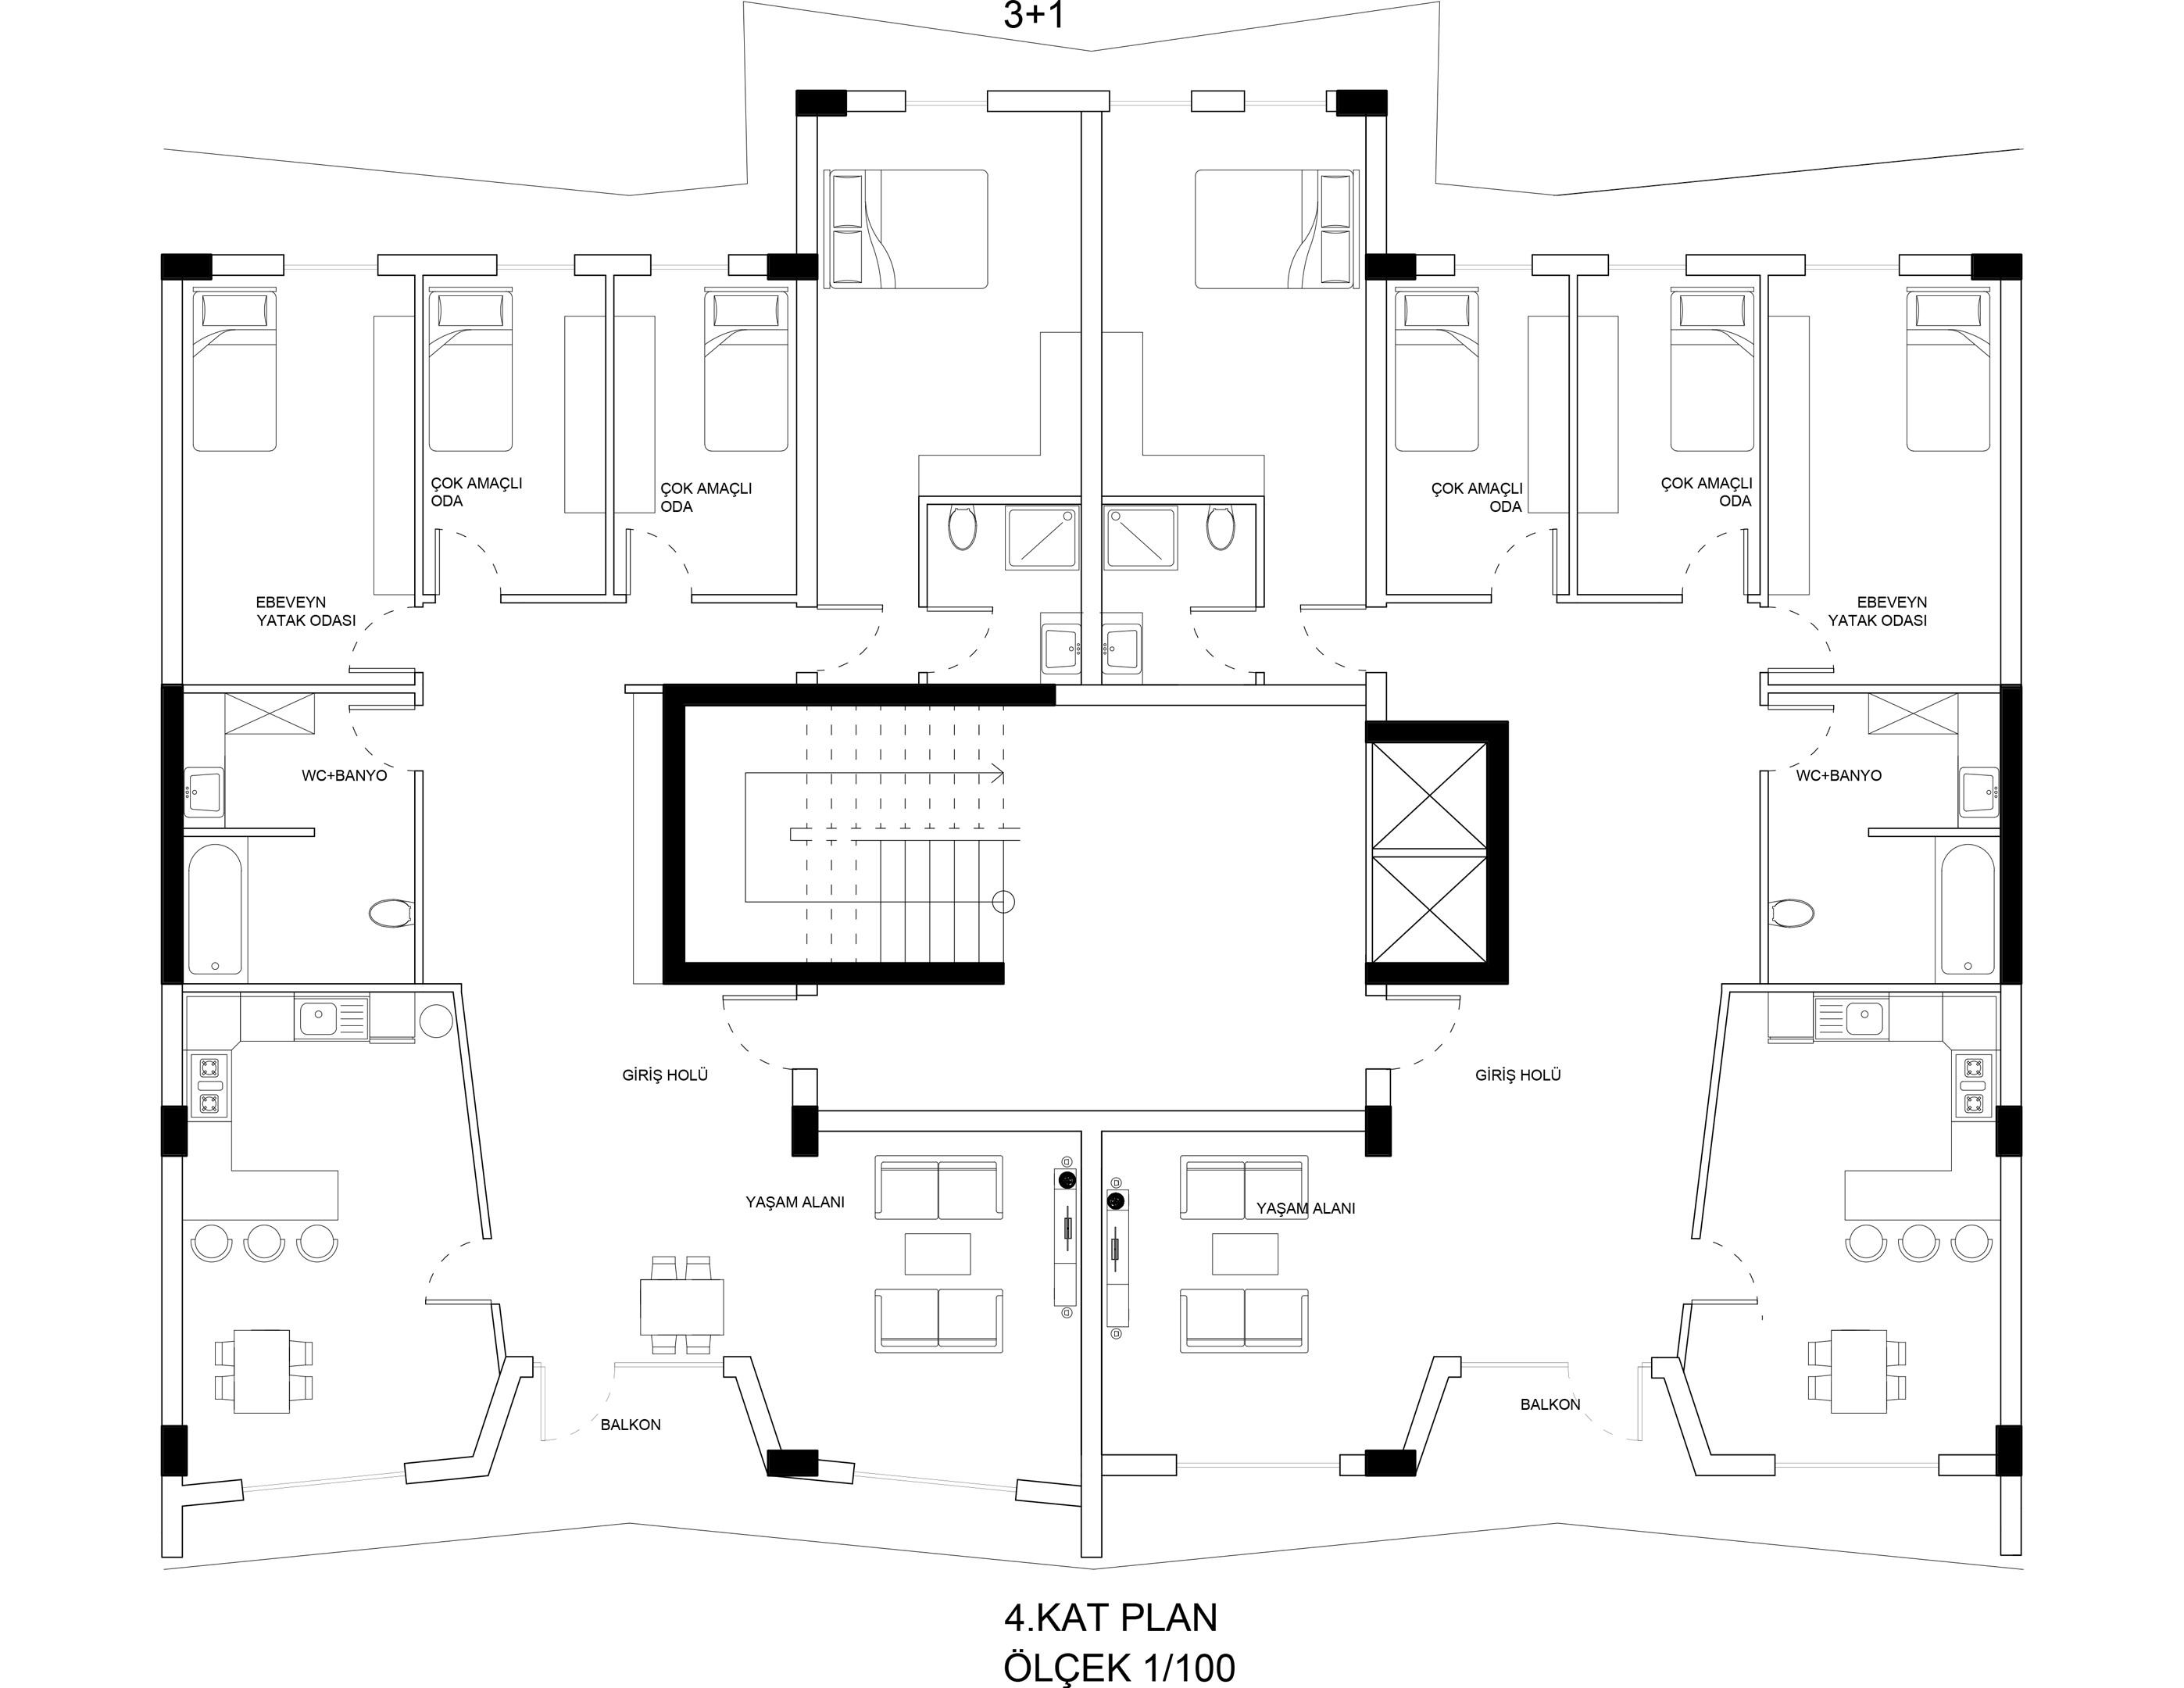 3+1
ÇOK AMAÇLI
ODA
ÇOK AMAÇLI
ODA
ÇOK AMAÇLI
ODA
ÇOK AMAÇLI
ODA
EBEVEYN
YATAK ODASI
EBEVEYN
YATAK ODASI
WC+BANYO
WC+BANYO
GİRİŞ HOLÜ
GİRİŞ HOLÜ
YAŞAM ALANI
YAŞAM ALANI
BALKON
BALKON
4.KAT PLAN
ÖLÇEK 1/100